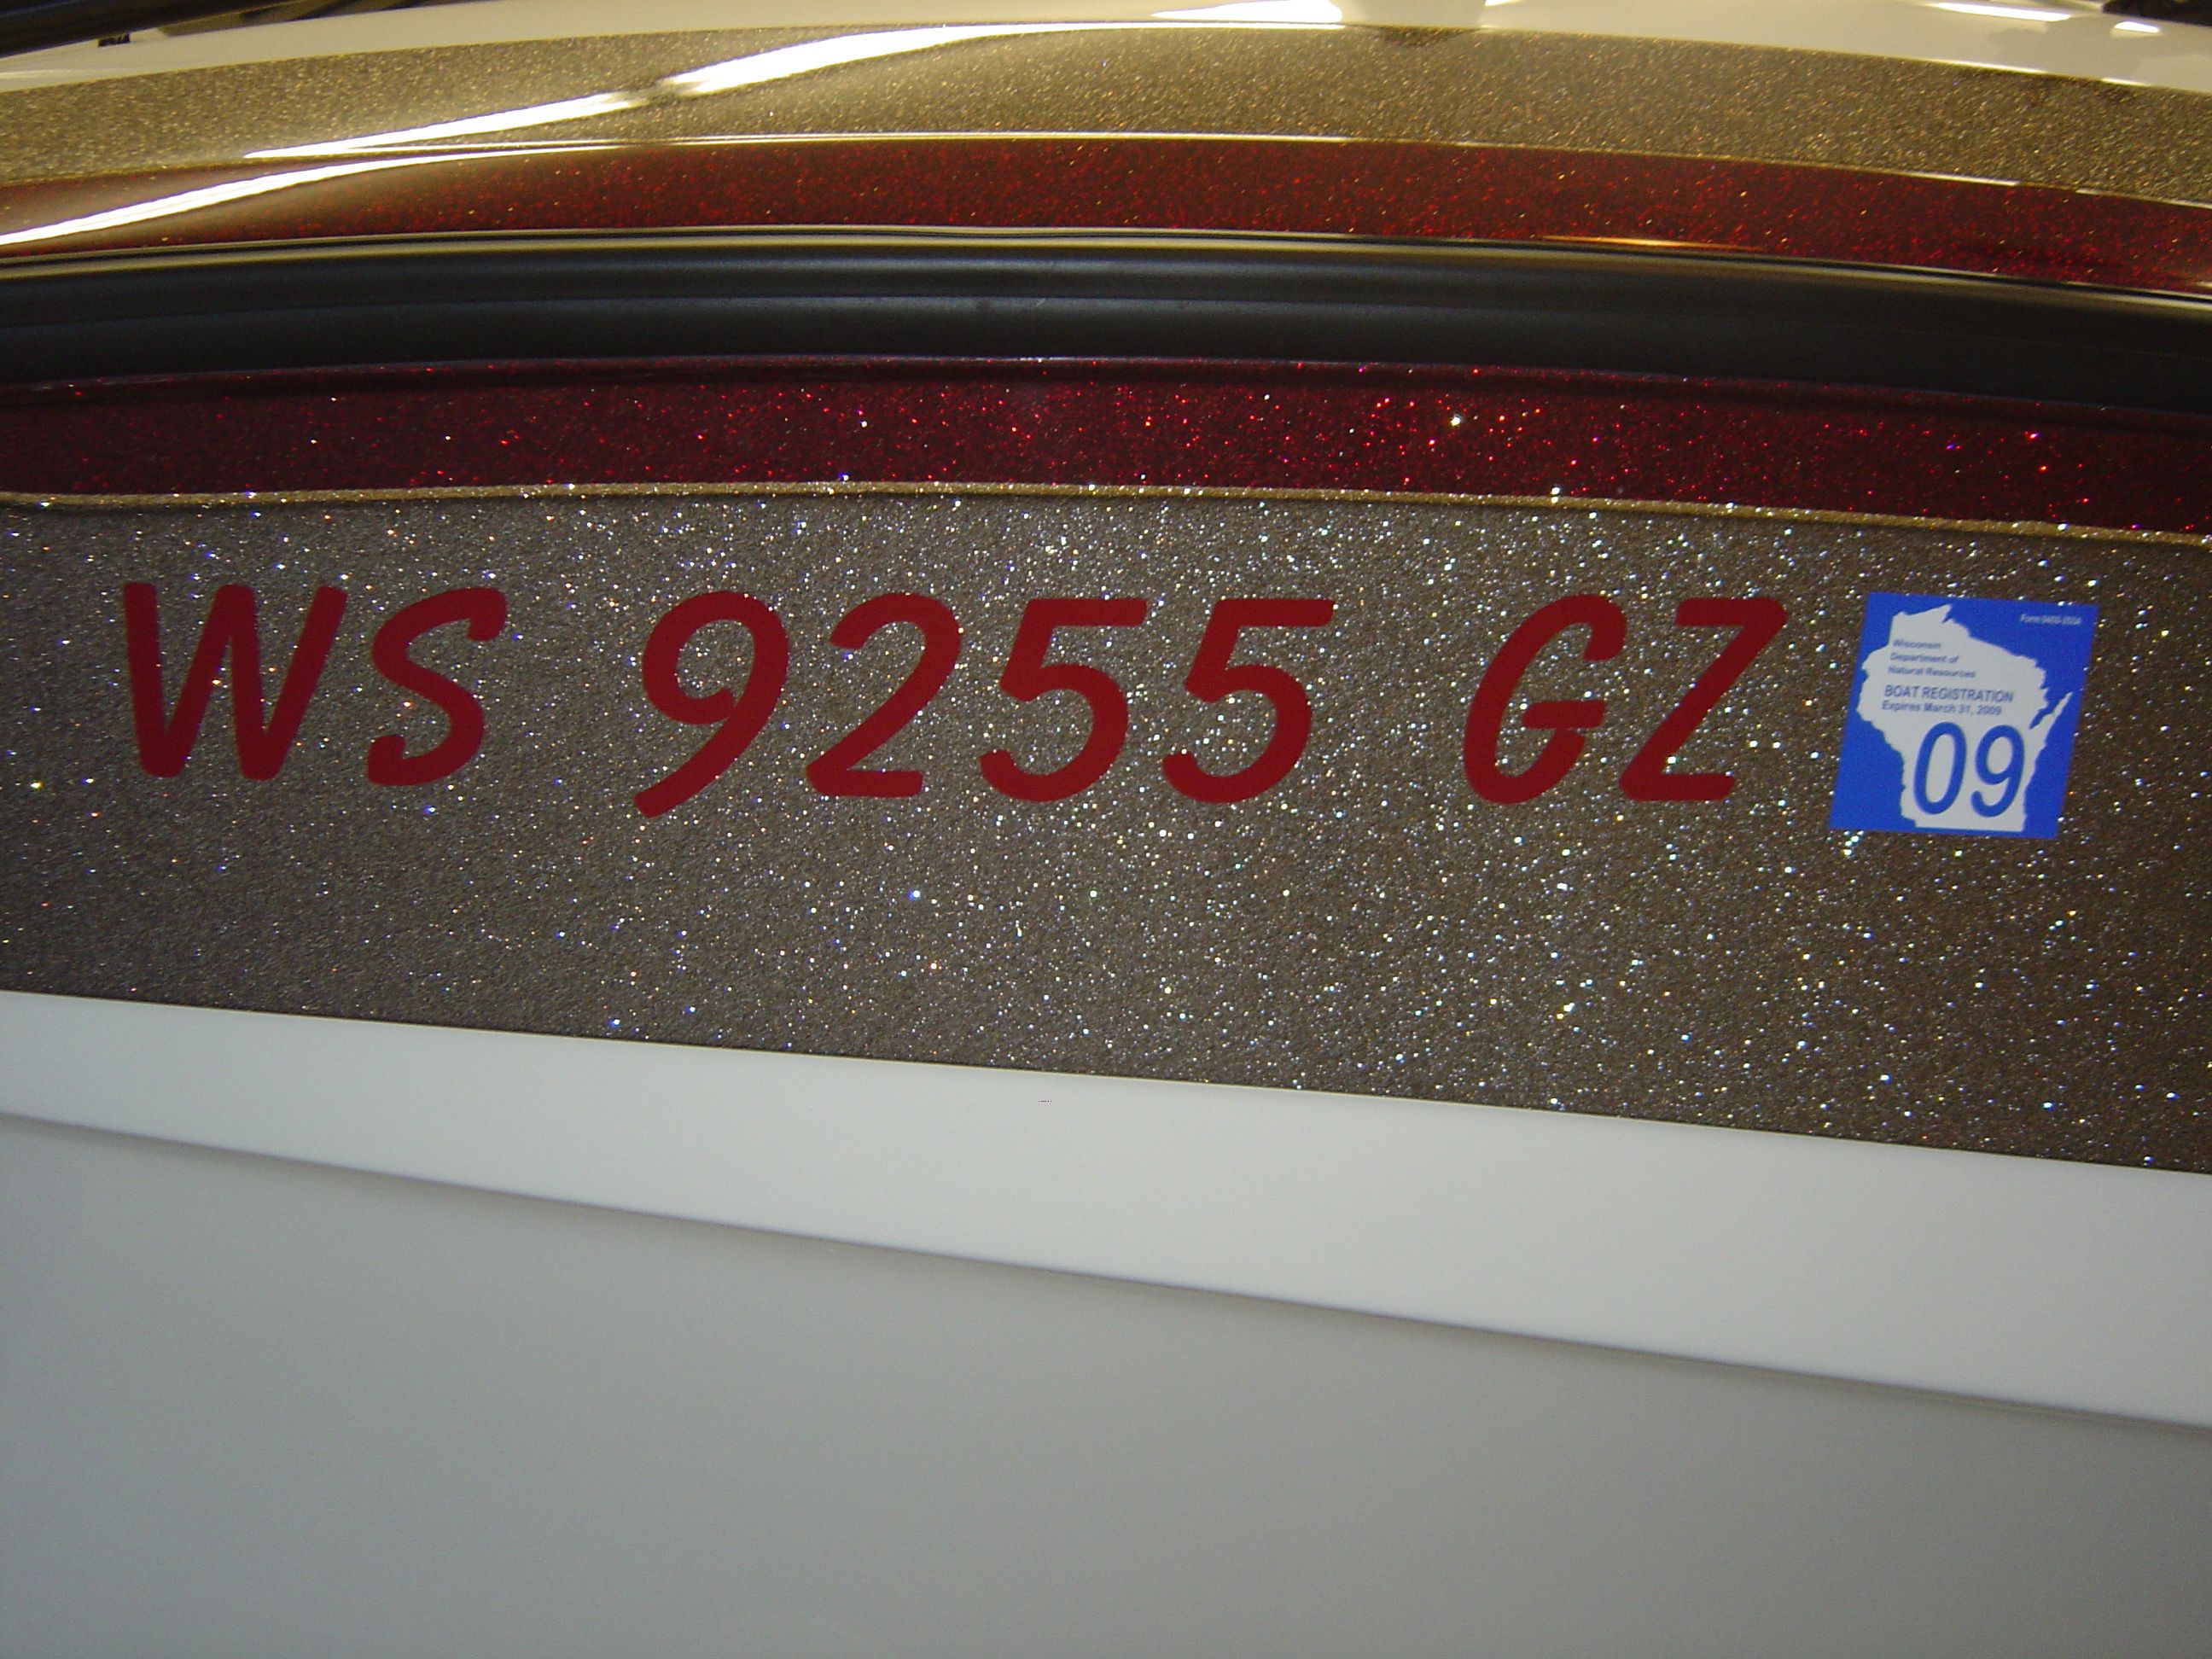 WS 9255 GZ
Wisconsin
Department of
Natural Resources
BOAT REGISTRATION
Expires March 31, 2009
09